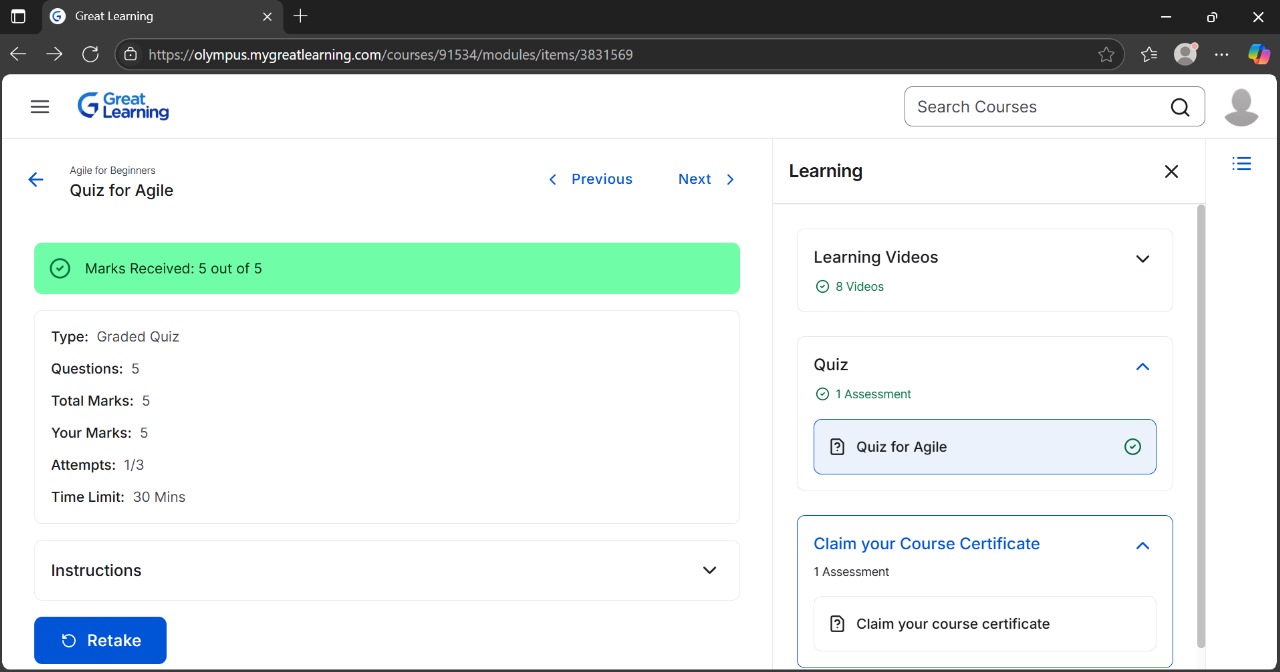 Great Learning
https://olympus.mygreatlearning.com/courses/91534/modules/items/3831569
Great
Learning
Search Courses
Agile for Beginners
Quiz for Agile
Previous
Next
Marks Received: 5 out of 5
Type: Graded Quiz
Questions: 5
Total Marks: 5
Your Marks: 5
Attempts: 1/3
Time Limit: 30 Mins
Instructions
Retake
Learning
Learning Videos
8 Videos
Quiz
1 Assessment
Quiz for Agile
Claim your Course Certificate
1 Assessment
Claim your course certificate